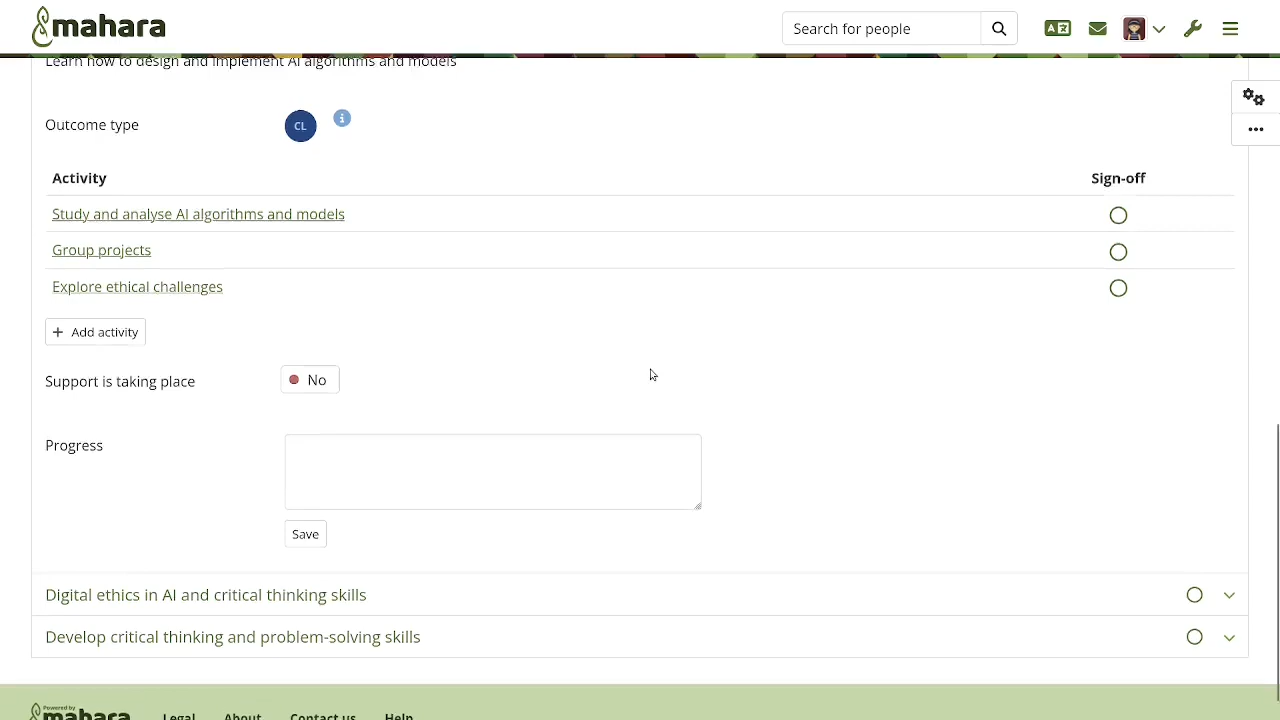 mahara
Search for people
Learn how to design and implement AI algorithms and models
Outcome type
CL
Activity
Sign-off
Study and analyse AI algorithms and models
Group projects
Explore ethical challenges
+ Add activity
Support is taking place
No
Progress
Save
Digital ethics in AI and critical thinking skills
Develop critical thinking and problem-solving skills
Powered by
mahara
Legal
About
Contact us
Help